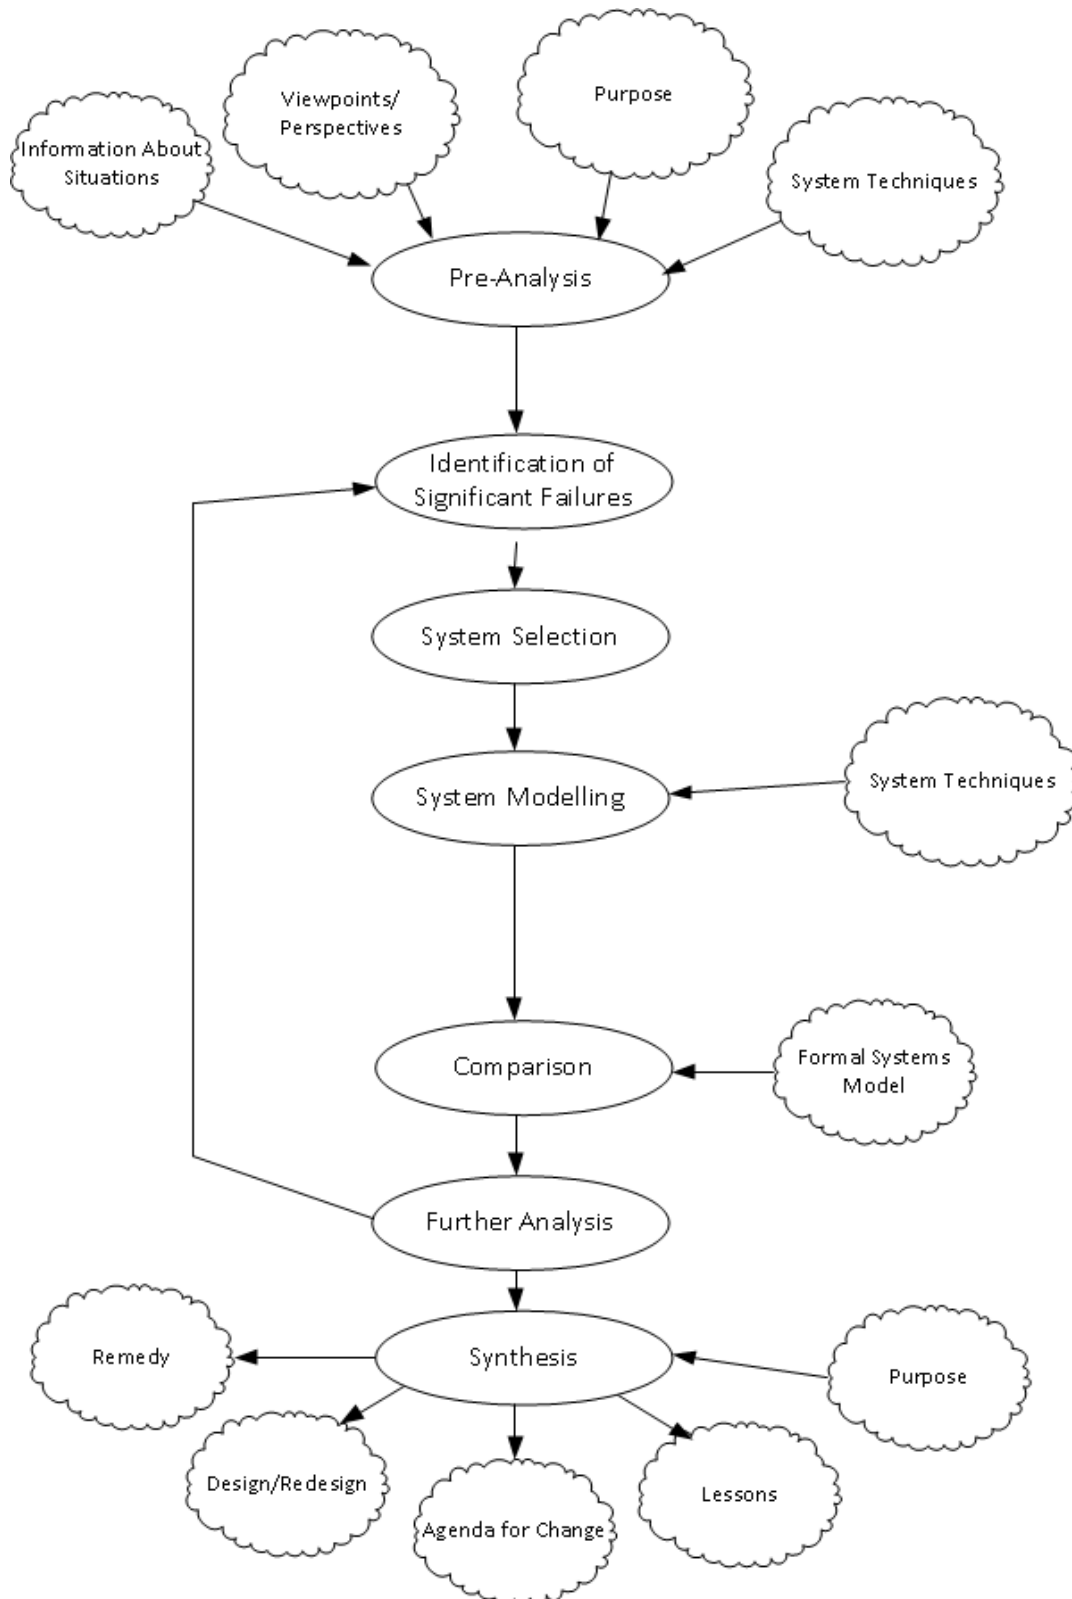 Purpose
Viewpoints/
Perspectives
Information About
Situations
System Techniques
Pre-Analysis
Identification of
Significant Failures
System Selection
System Techniques
System Modelling
Formal Systems
Model
Comparison
Further Analysis
Remedy
Synthesis
Purpose
Design/Redesign
Lessons
Agenda for Change